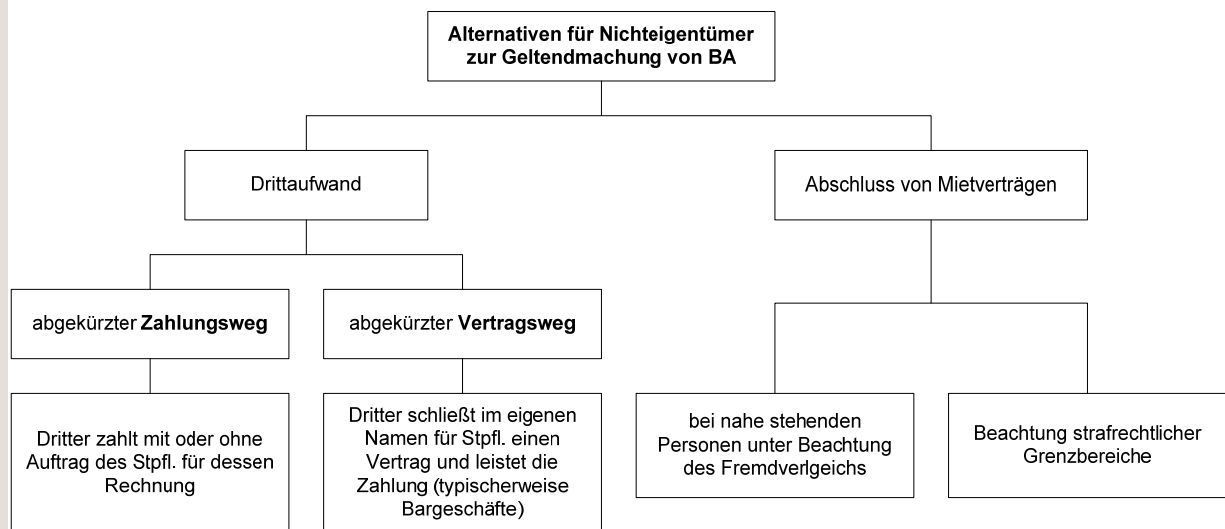 Alternativen für Nichteigentümer
zur Geltendmachung von BA
Drittaufwand
Abschluss von Mietverträgen
abgekürzter Zahlungsweg
abgekürzter Vertragsweg
Dritter zahlt mit oder ohne
Auftrag des Stpfl. für dessen
Rechnung
Dritter schließt im eigenen
Namen für Stpfl. einen
Vertrag und leistet die
Zahlung (typischerweise
Bargeschäfte)
bei nahe stehenden
Personen unter Beachtung
des Fremdverlgeichs
Beachtung strafrechtlicher
Grenzbereiche